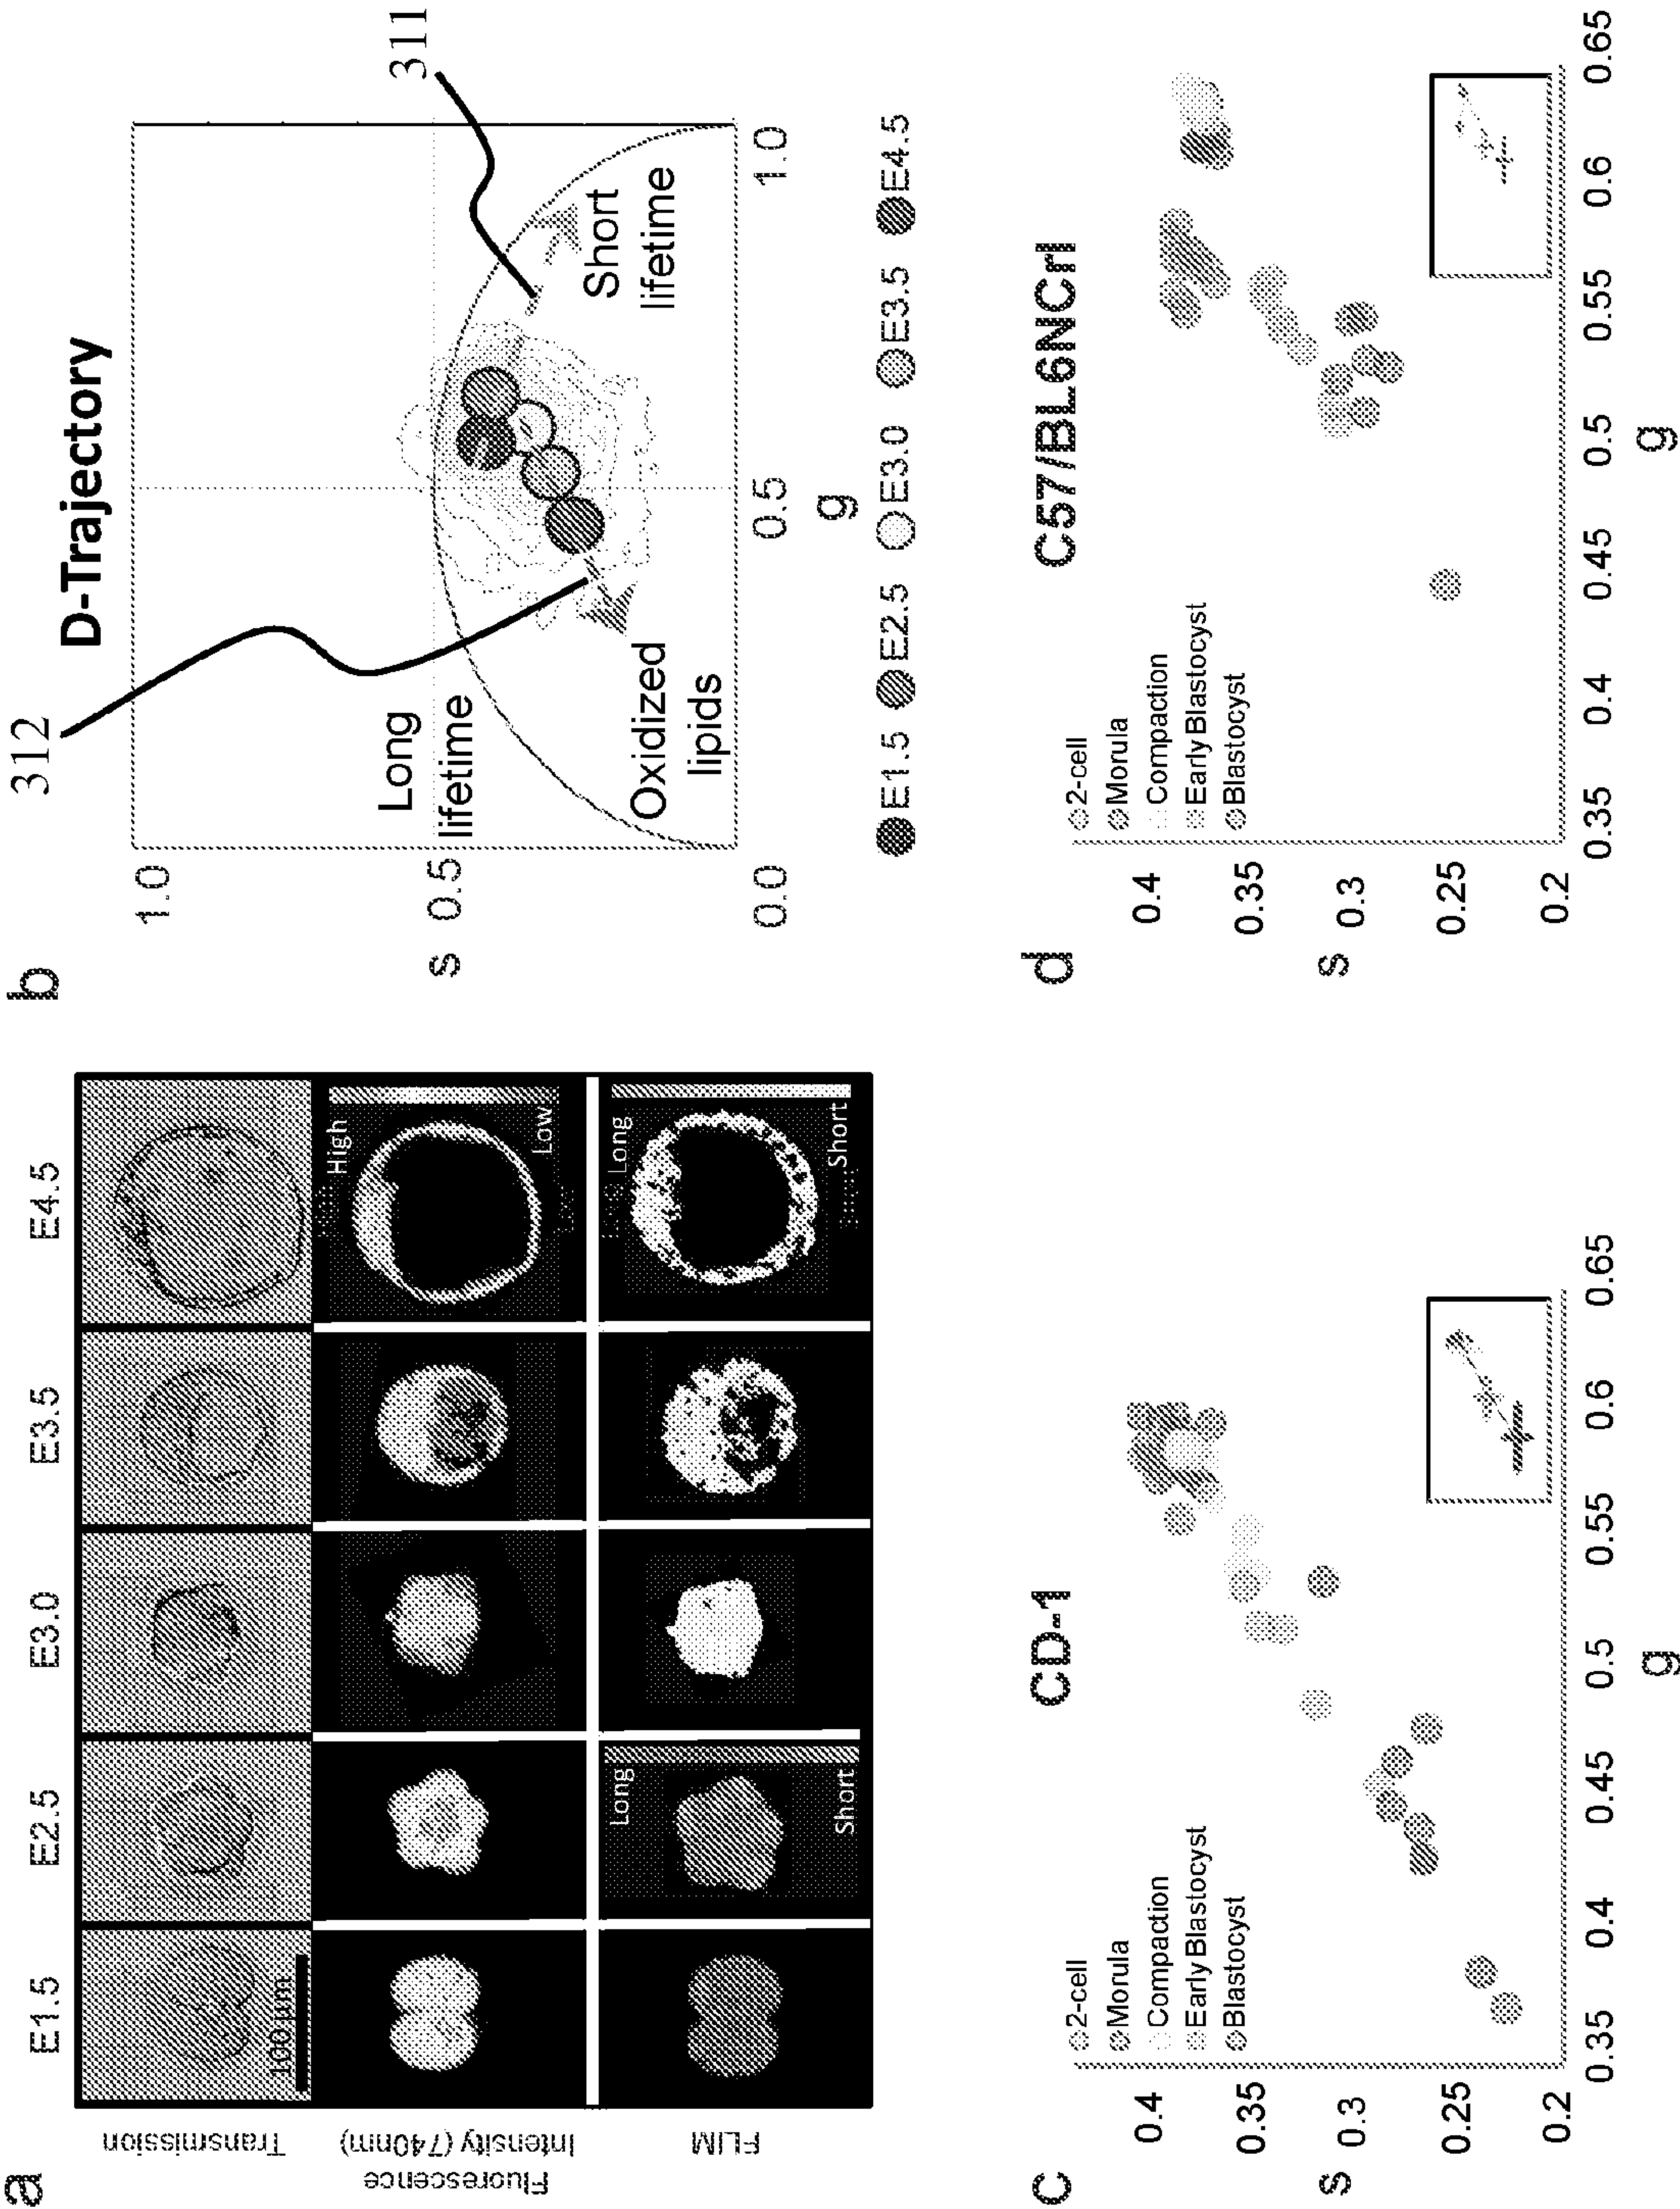 a
E1.5 E2.5 E3.0 E3.5 E4.5
Transmission
100 µm
Fluorescence
Intensity (740nm)
High
Low
FLIM
Long
Short
Long
Short
b
D-Trajectory
312
311
1.0
s 0.5
0.0
0.5
1.0
g
Long
lifetime
Oxidized
lipids
Short
lifetime
E1.5 E2.5 E3.0 E3.5 E4.5
c
CD-1
2-cell
Morula
Compaction
Early Blastocyst
Blastocyst
0.4
0.35
s
0.3
0.25
0.2
0.35 0.4 0.45 0.5 0.55 0.6 0.65
g
d
C57/BL6NCrl
2-cell
Morula
Compaction
Early Blastocyst
Blastocyst
0.4
0.35
s
0.3
0.25
0.2
0.35 0.4 0.45 0.5 0.55 0.6 0.65
g